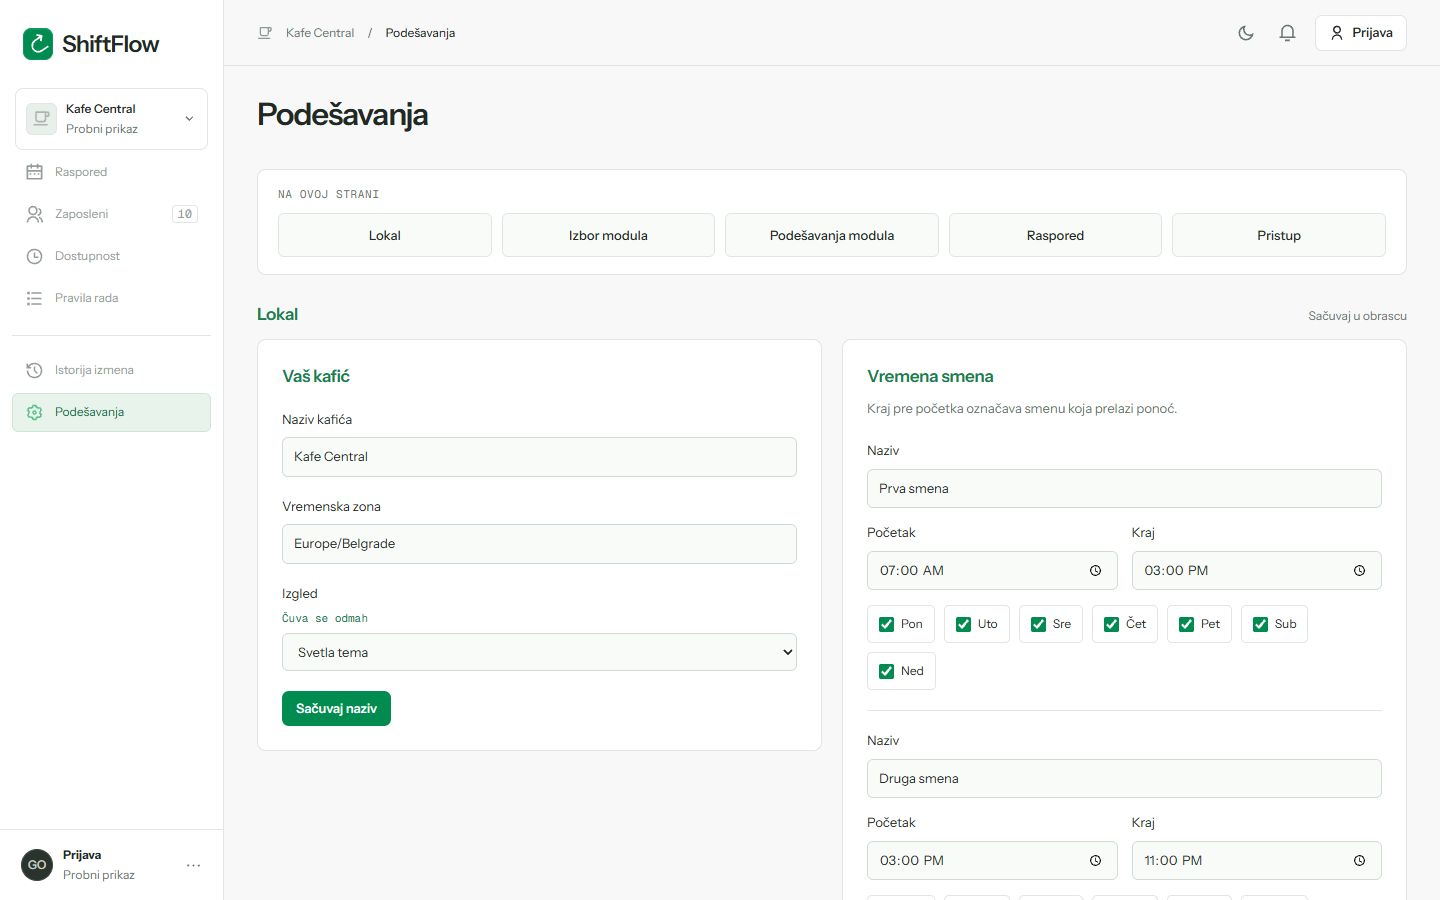 ShiftFlow
Kafe Central
Probni prikaz
Raspored
Zaposleni 10
Dostupnost
Pravila rada
Istorija izmena
Podešavanja
GO
Prijava
Probni prikaz
Kafe Central / Podešavanja
Prijava
Podešavanja
NA OVOJ STRANI
Lokal
Izbor modula
Podešavanja modula
Raspored
Pristup
Lokal
Sačuvaj u obrascu
Vaš kafić
Naziv kafića
Kafe Central
Vremenska zona
Europe/Belgrade
Izgled
Čuva se odmah
Svetla tema
Sačuvaj naziv
Vremena smena
Kraj pre početka označava smenu koja prelazi ponoć.
Naziv
Prva smena
Početak Kraj
07:00 AM 03:00 PM
Pon Uto Sre Čet Pet Sub
Ned
Naziv
Druga smena
Početak Kraj
03:00 PM 11:00 PM